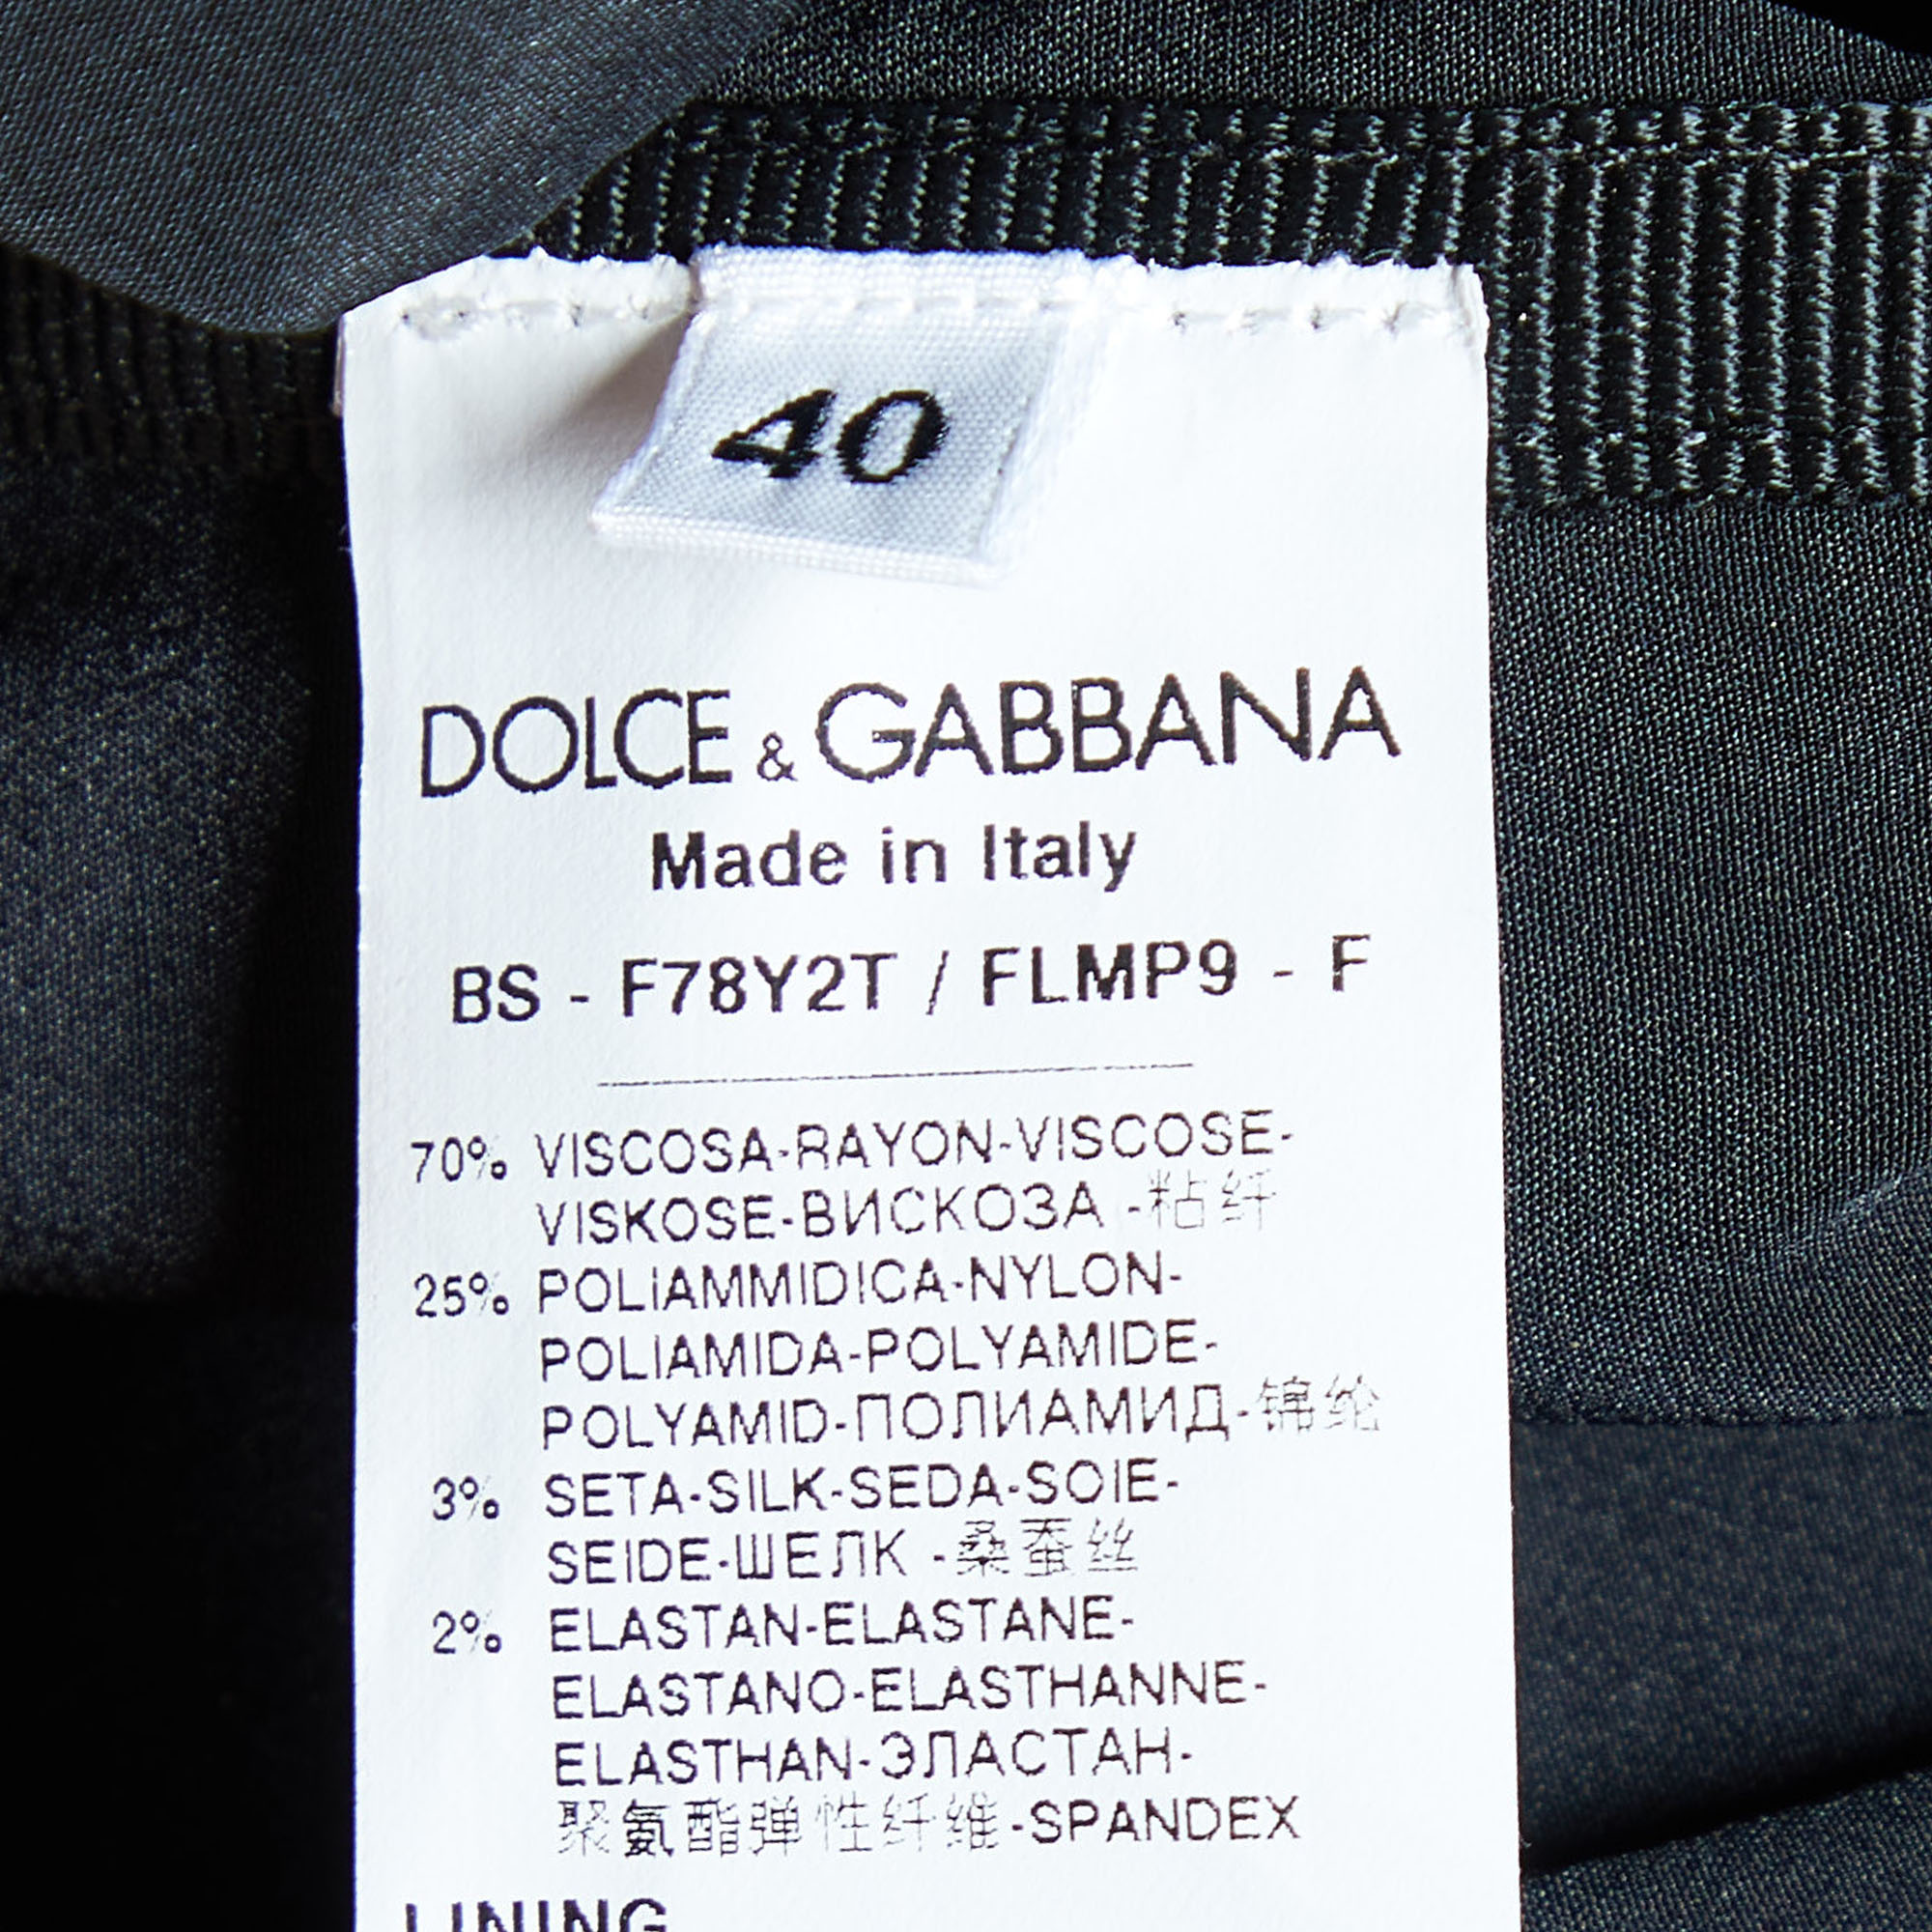 40
DOLCE & GABBANA
Made in Italy
BS - F78Y2T / FLMP9 - F
70% VISCOSA-RAYON-VISCOSE-
VISKOSE-ВИСКОЗА -粘纤
25% POLIAMMIDICA-NYLON-
POLIAMIDA-POLYAMIDE-
POLYAMID-ПОЛИАМИД-锦纶
3% SETA-SILK-SEDA-SOIE-
SEIDE-ШЕЛК -桑蚕丝
2% ELASTAN-ELASTANE-
ELASTANO-ELASTHANNE-
ELASTHAN-ЭЛАСТАН-
聚氨酯弹性纤维-SPANDEX
LINING